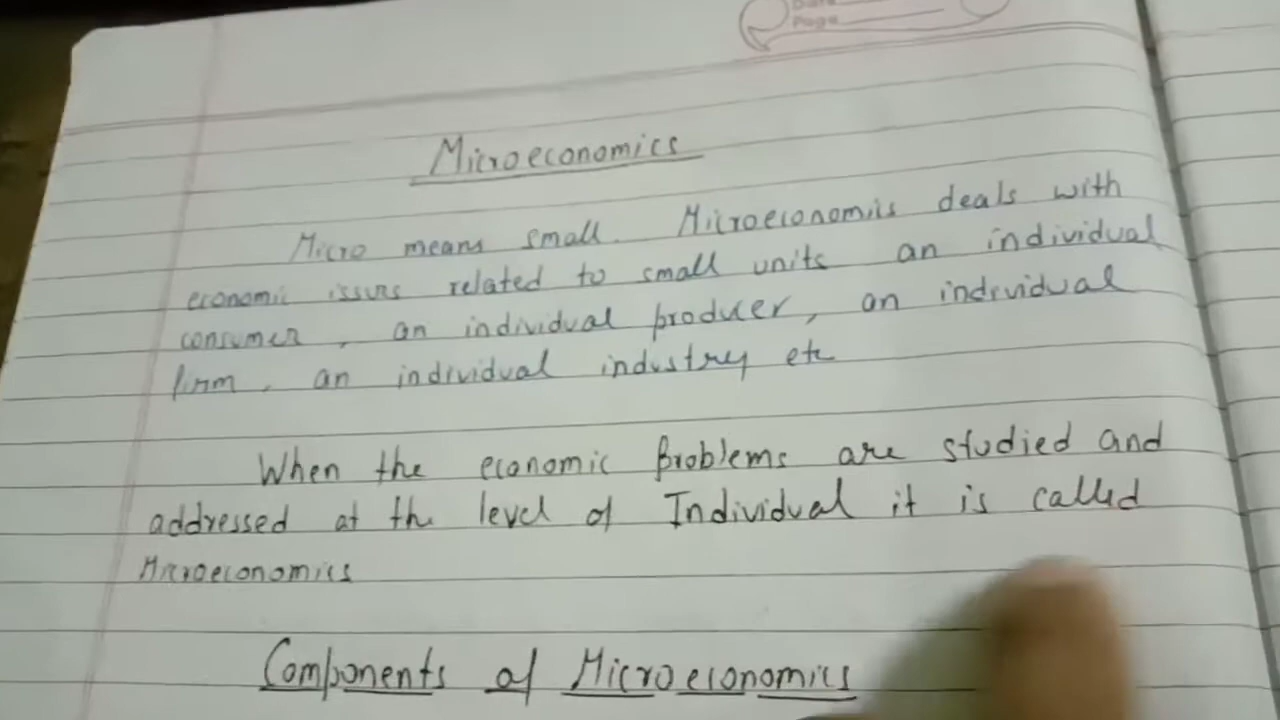 Date
Page
Microeconomics
Micro means small. Microeconomics deals with
economic issues related to small units an individual
consumer, an individual producer, an individual
firm, an individual industry etc
When the economic problems are studied and
addressed at the level of Individual it is called
Microeconomics
Components of Microeconomics